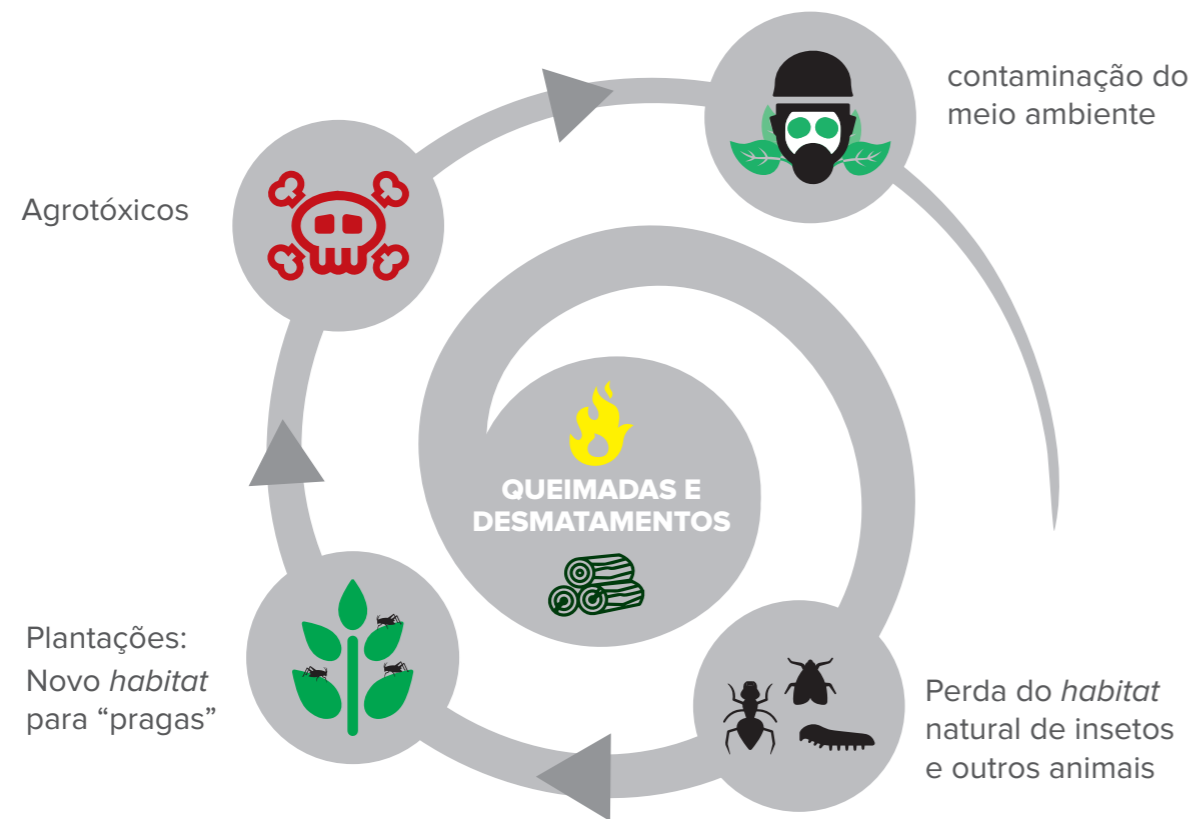 contaminação do
meio ambiente
Agrotóxicos
QUEIMADAS E
DESMATAMENTOS
Plantações:
Novo habitat
para “pragas”
Perda do habitat
natural de insetos
e outros animais